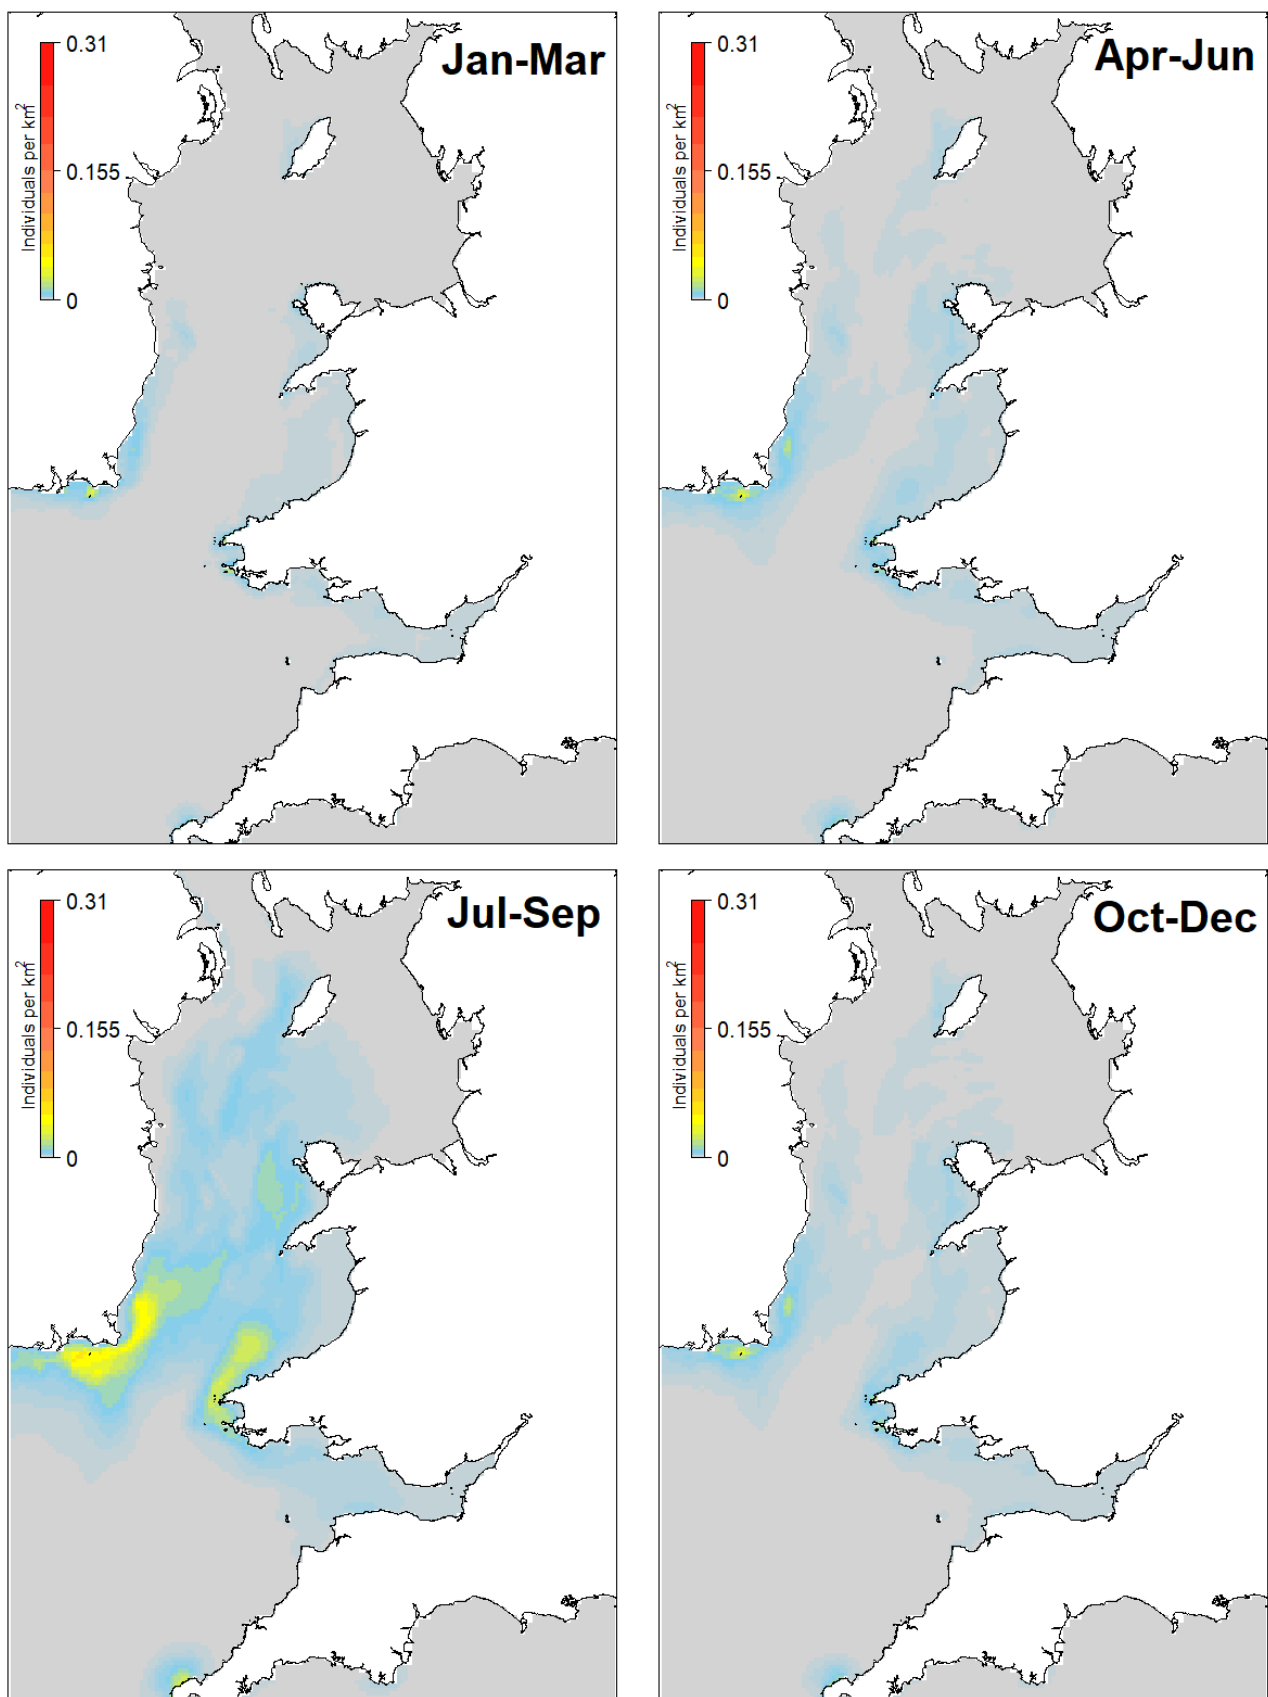 Jan-Mar
0.31
0.155
0
Individuals per km²
Apr-Jun
0.31
0.155
0
Individuals per km²
Jul-Sep
0.31
0.155
0
Individuals per km²
Oct-Dec
0.31
0.155
0
Individuals per km²